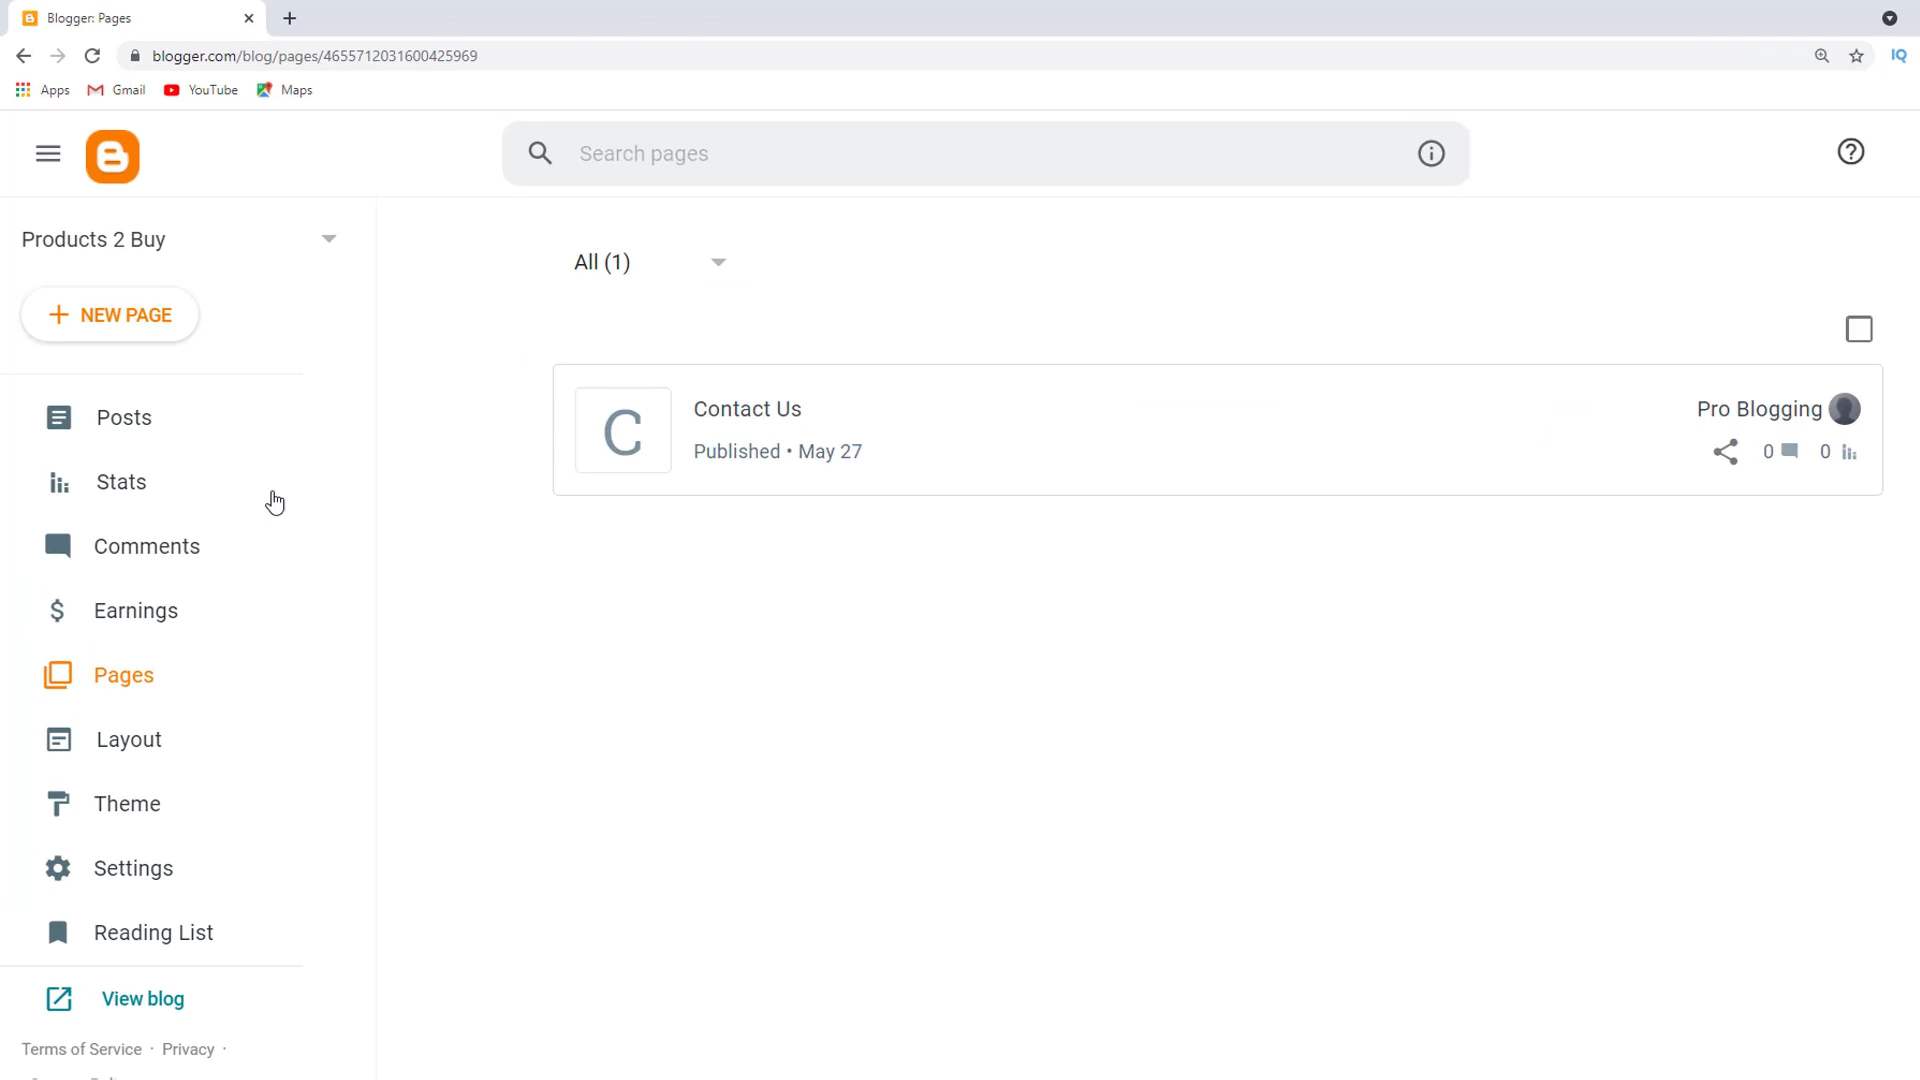 Blogger: Pages
blogger.com/blog/pages/4655712031600425969
IQ
Apps Gmail YouTube Maps
Search pages
Products 2 Buy
NEW PAGE
All (1)
C
Contact Us
Published • May 27
Pro Blogging
0 0
Posts
Stats
Comments
Earnings
Pages
Layout
Theme
Settings
Reading List
View blog
Terms of Service · Privacy ·